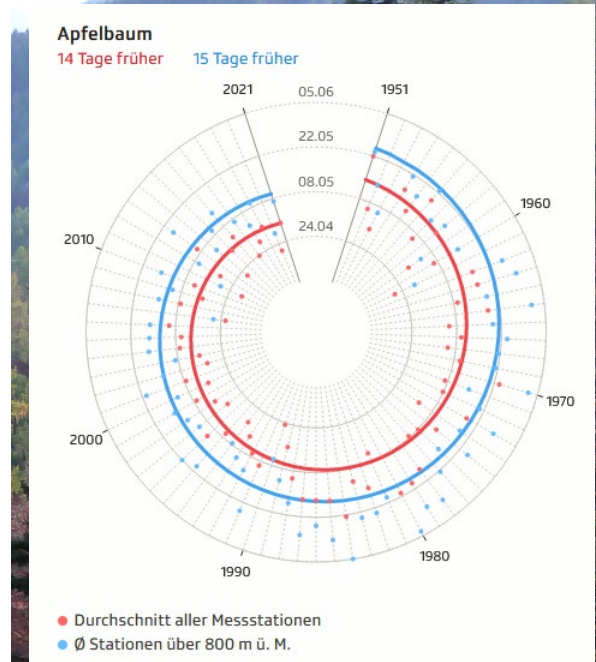 Apfelbaum
14 Tage früher 15 Tage früher
2021 05.06 1951
22.05
08.05
24.04
1960
2010
1970
2000
1980
1990
Durchschnitt aller Messstationen
Ø Stationen über 800 m ü. M.